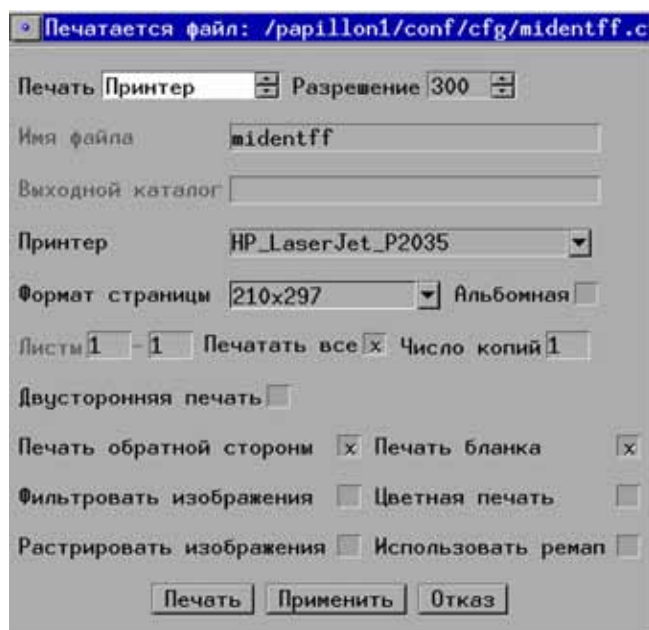 Печатается файл: /papillon1/conf/cfg/midentff.c
Печать Принтер Разрешение 300
Имя файла midentff
Выходной каталог
Принтер HP_LaserJet_P2035
Формат страницы 210x297 Альбомная
Листы 1 - 1 Печатать все x Число копий 1
Двусторонняя печать
Печать обратной стороны x Печать бланка x
Фильтровать изображения Цветная печать
Растрировать изображения Использовать ремап
Печать Применить Отказ